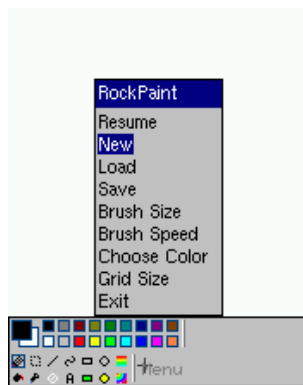 RockPaint
Resume
New
Load
Save
Brush Size
Brush Speed
Choose Color
Grid Size
Exit
A
Menu